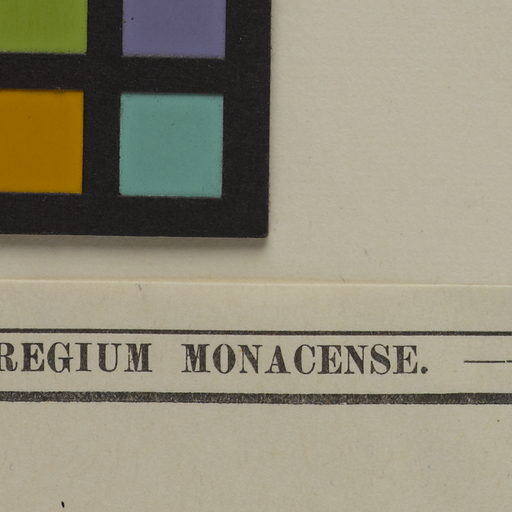 REGIUM MONACENSE. —